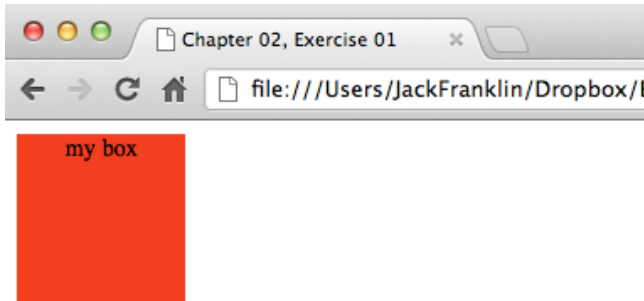 Chapter 02, Exercise 01
file:///Users/JackFranklin/Dropbox/
my box